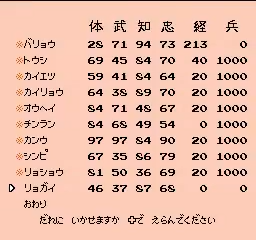 体 武 知 忠 経 兵
※バリョウ 28 71 94 73 213 0
※トウシ 69 45 84 70 40 1000
※カイエツ 59 41 84 64 20 1000
※カイリョウ 64 38 89 70 20 1000
※オウヘイ 84 71 48 67 20 1000
※チンラン 84 68 49 54 0 1000
※カンウ 97 97 84 90 20 1000
※シンピ 67 35 86 79 20 1000
※リョショウ 81 50 36 69 20 1000
▷ リョガイ 46 37 87 68 0 0
おわり
だれに いかせますか ✚で えらんでください